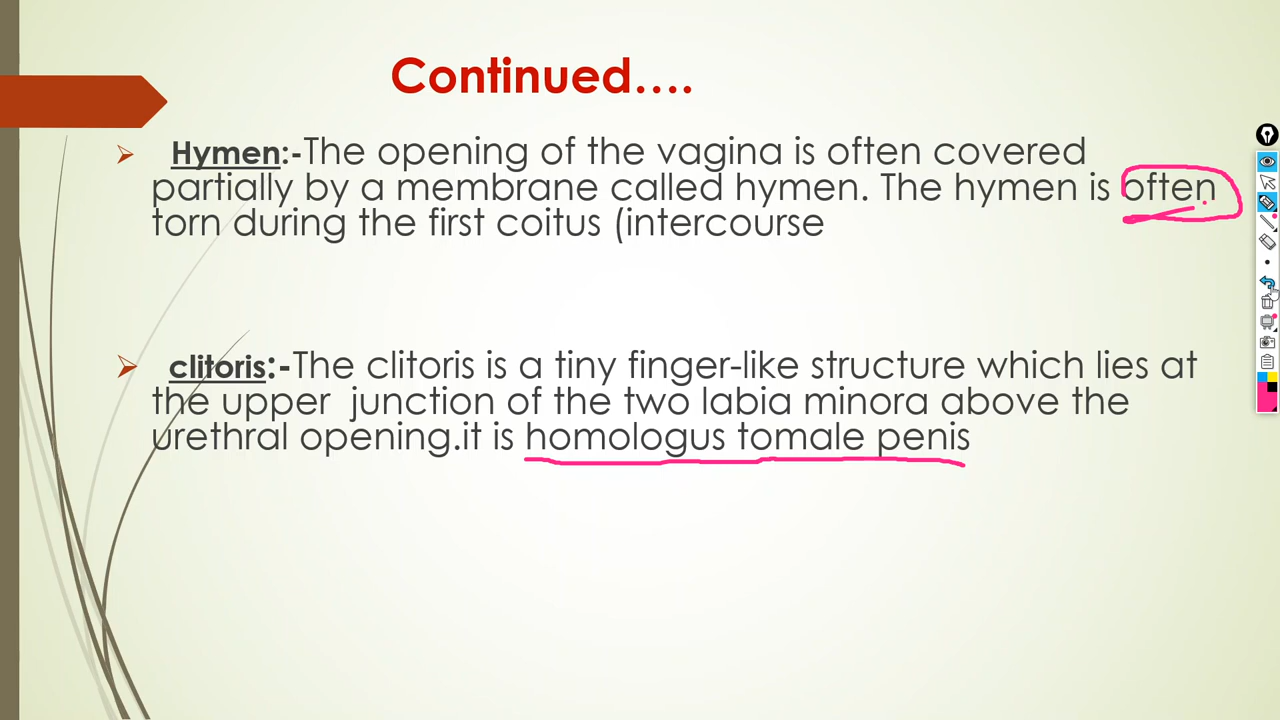 Continued....
Hymen:-The opening of the vagina is often covered
partially by a membrane called hymen. The hymen is often
torn during the first coitus (intercourse
clitoris:-The clitoris is a tiny finger-like structure which lies at
the upper junction of the two labia minora above the
urethral opening.it is homologus tomale penis